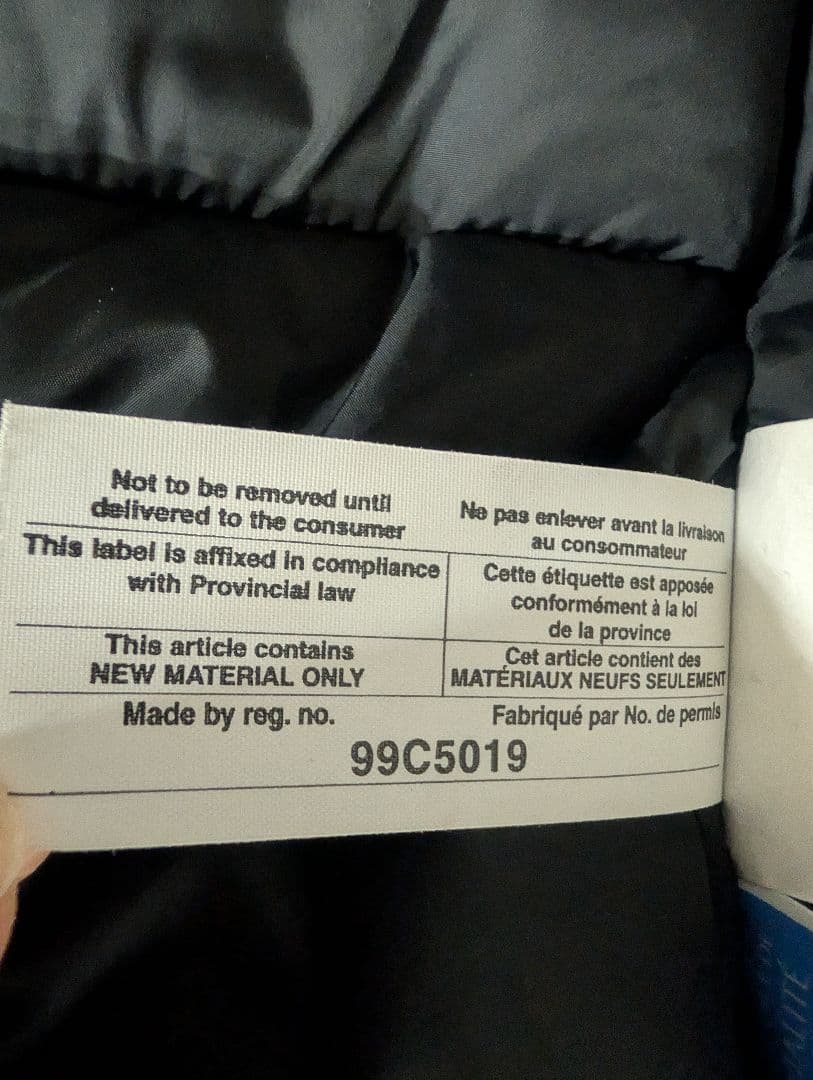 Not to be removed until
delivered to the consumer
Ne pas enlever avant la livraison
au consommateur
This label is affixed in compliance
with Provincial law
Cette étiquette est apposée
conformément à la loi
de la province
This article contains
NEW MATERIAL ONLY
Cet article contient des
MATÉRIAUX NEUFS SEULEMENT
Made by reg. no.
Fabriqué par No. de permis
99C5019